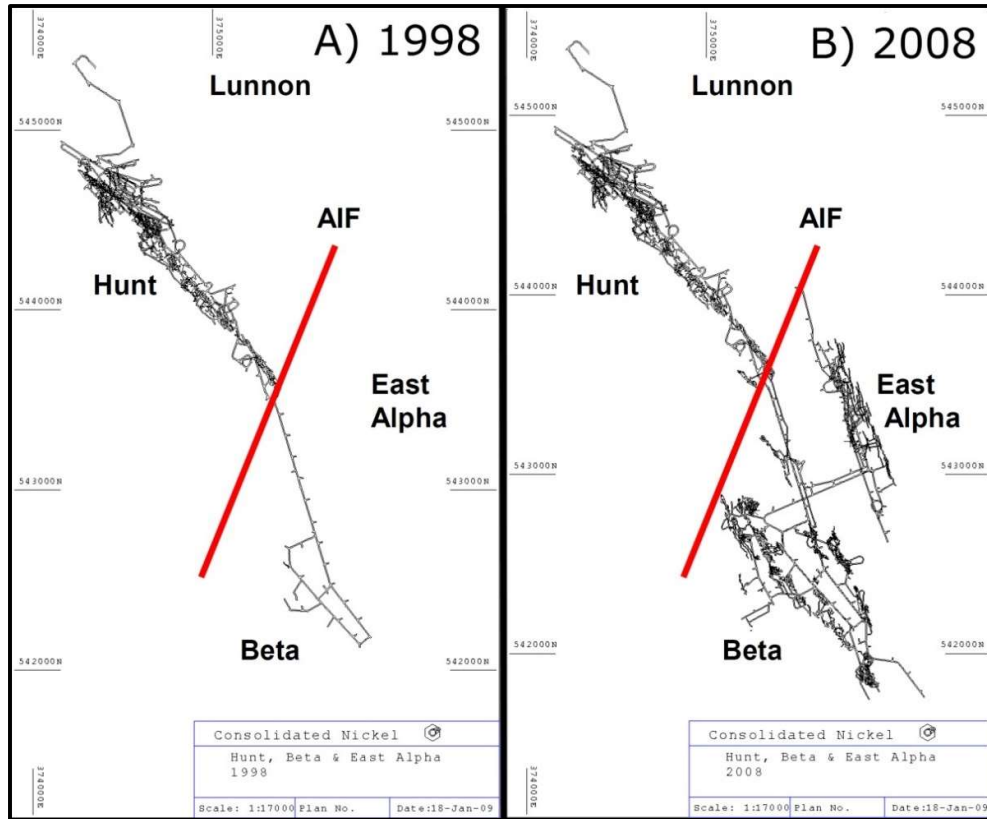 374000E
375000E
A) 1998
Lunnon
545000N
545000N
AIF
Hunt
544000N
544000N
East
Alpha
543000N
543000N
Beta
542000N
542000N
374000E
Consolidated Nickel
Hunt, Beta & East Alpha
1998
Scale: 1:17000 Plan No. Date:18-Jan-09
374000E
375000E
B) 2008
Lunnon
545000N
545000N
AIF
Hunt
544000N
544000N
East
Alpha
543000N
543000N
Beta
542000N
542000N
374000E
Consolidated Nickel
Hunt, Beta & East Alpha
2008
Scale: 1:17000 Plan No. Date:18-Jan-09